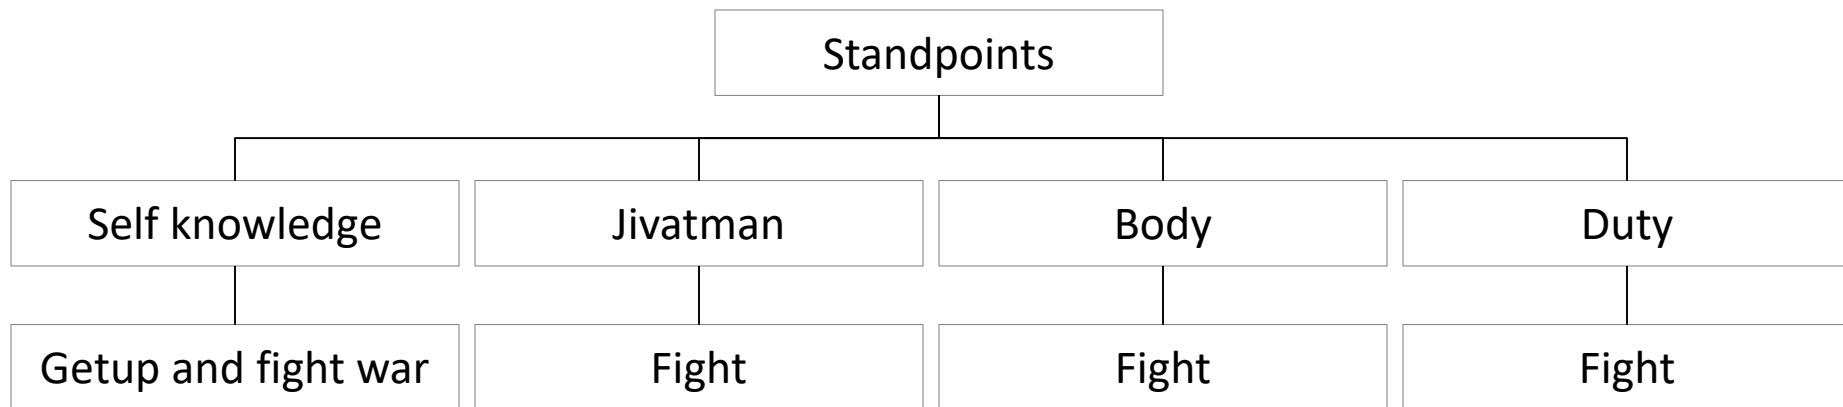 Standpoints
Self knowledge
Jivatman
Body
Duty
Getup and fight war
Fight
Fight
Fight